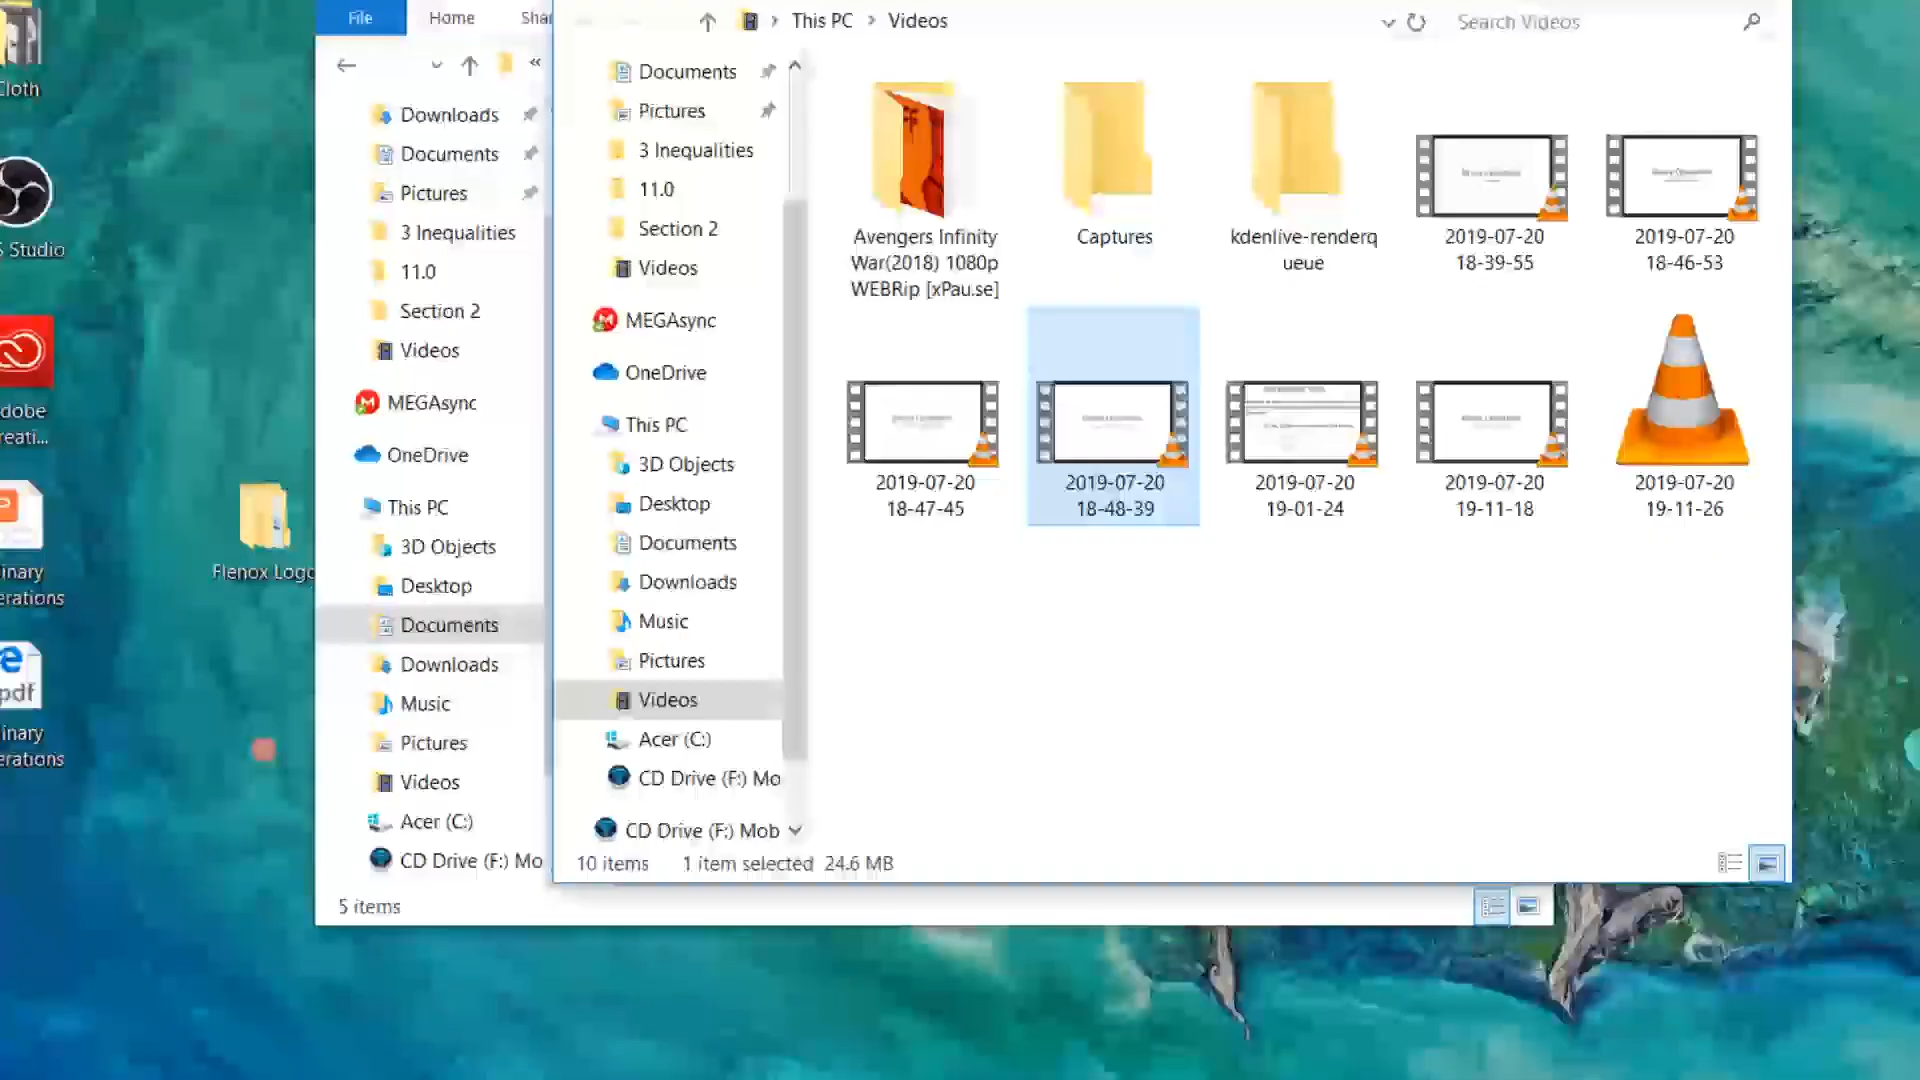 Cloth
S Studio
dobe
reati...
inary
erations
pdf
inary
erations
Flenox Logo
File
Home
Shar
«
Downloads
Documents
Pictures
3 Inequalities
11.0
Section 2
Videos
MEGAsync
OneDrive
This PC
3D Objects
Desktop
Documents
Downloads
Music
Pictures
Videos
Acer (C:)
CD Drive (F:) Mo
5 items
This PC > Videos
Search Videos
Documents
Pictures
3 Inequalities
11.0
Section 2
Videos
MEGAsync
OneDrive
This PC
3D Objects
Desktop
Documents
Downloads
Music
Pictures
Videos
Acer (C:)
CD Drive (F:) Mo
CD Drive (F:) Mob
Avengers Infinity
War(2018) 1080p
WEBRip [xPau.se]
Captures
kdenlive-renderq
ueue
2019-07-20
18-39-55
2019-07-20
18-46-53
2019-07-20
18-47-45
2019-07-20
18-48-39
2019-07-20
19-01-24
2019-07-20
19-11-18
2019-07-20
19-11-26
10 items
1 item selected 24.6 MB